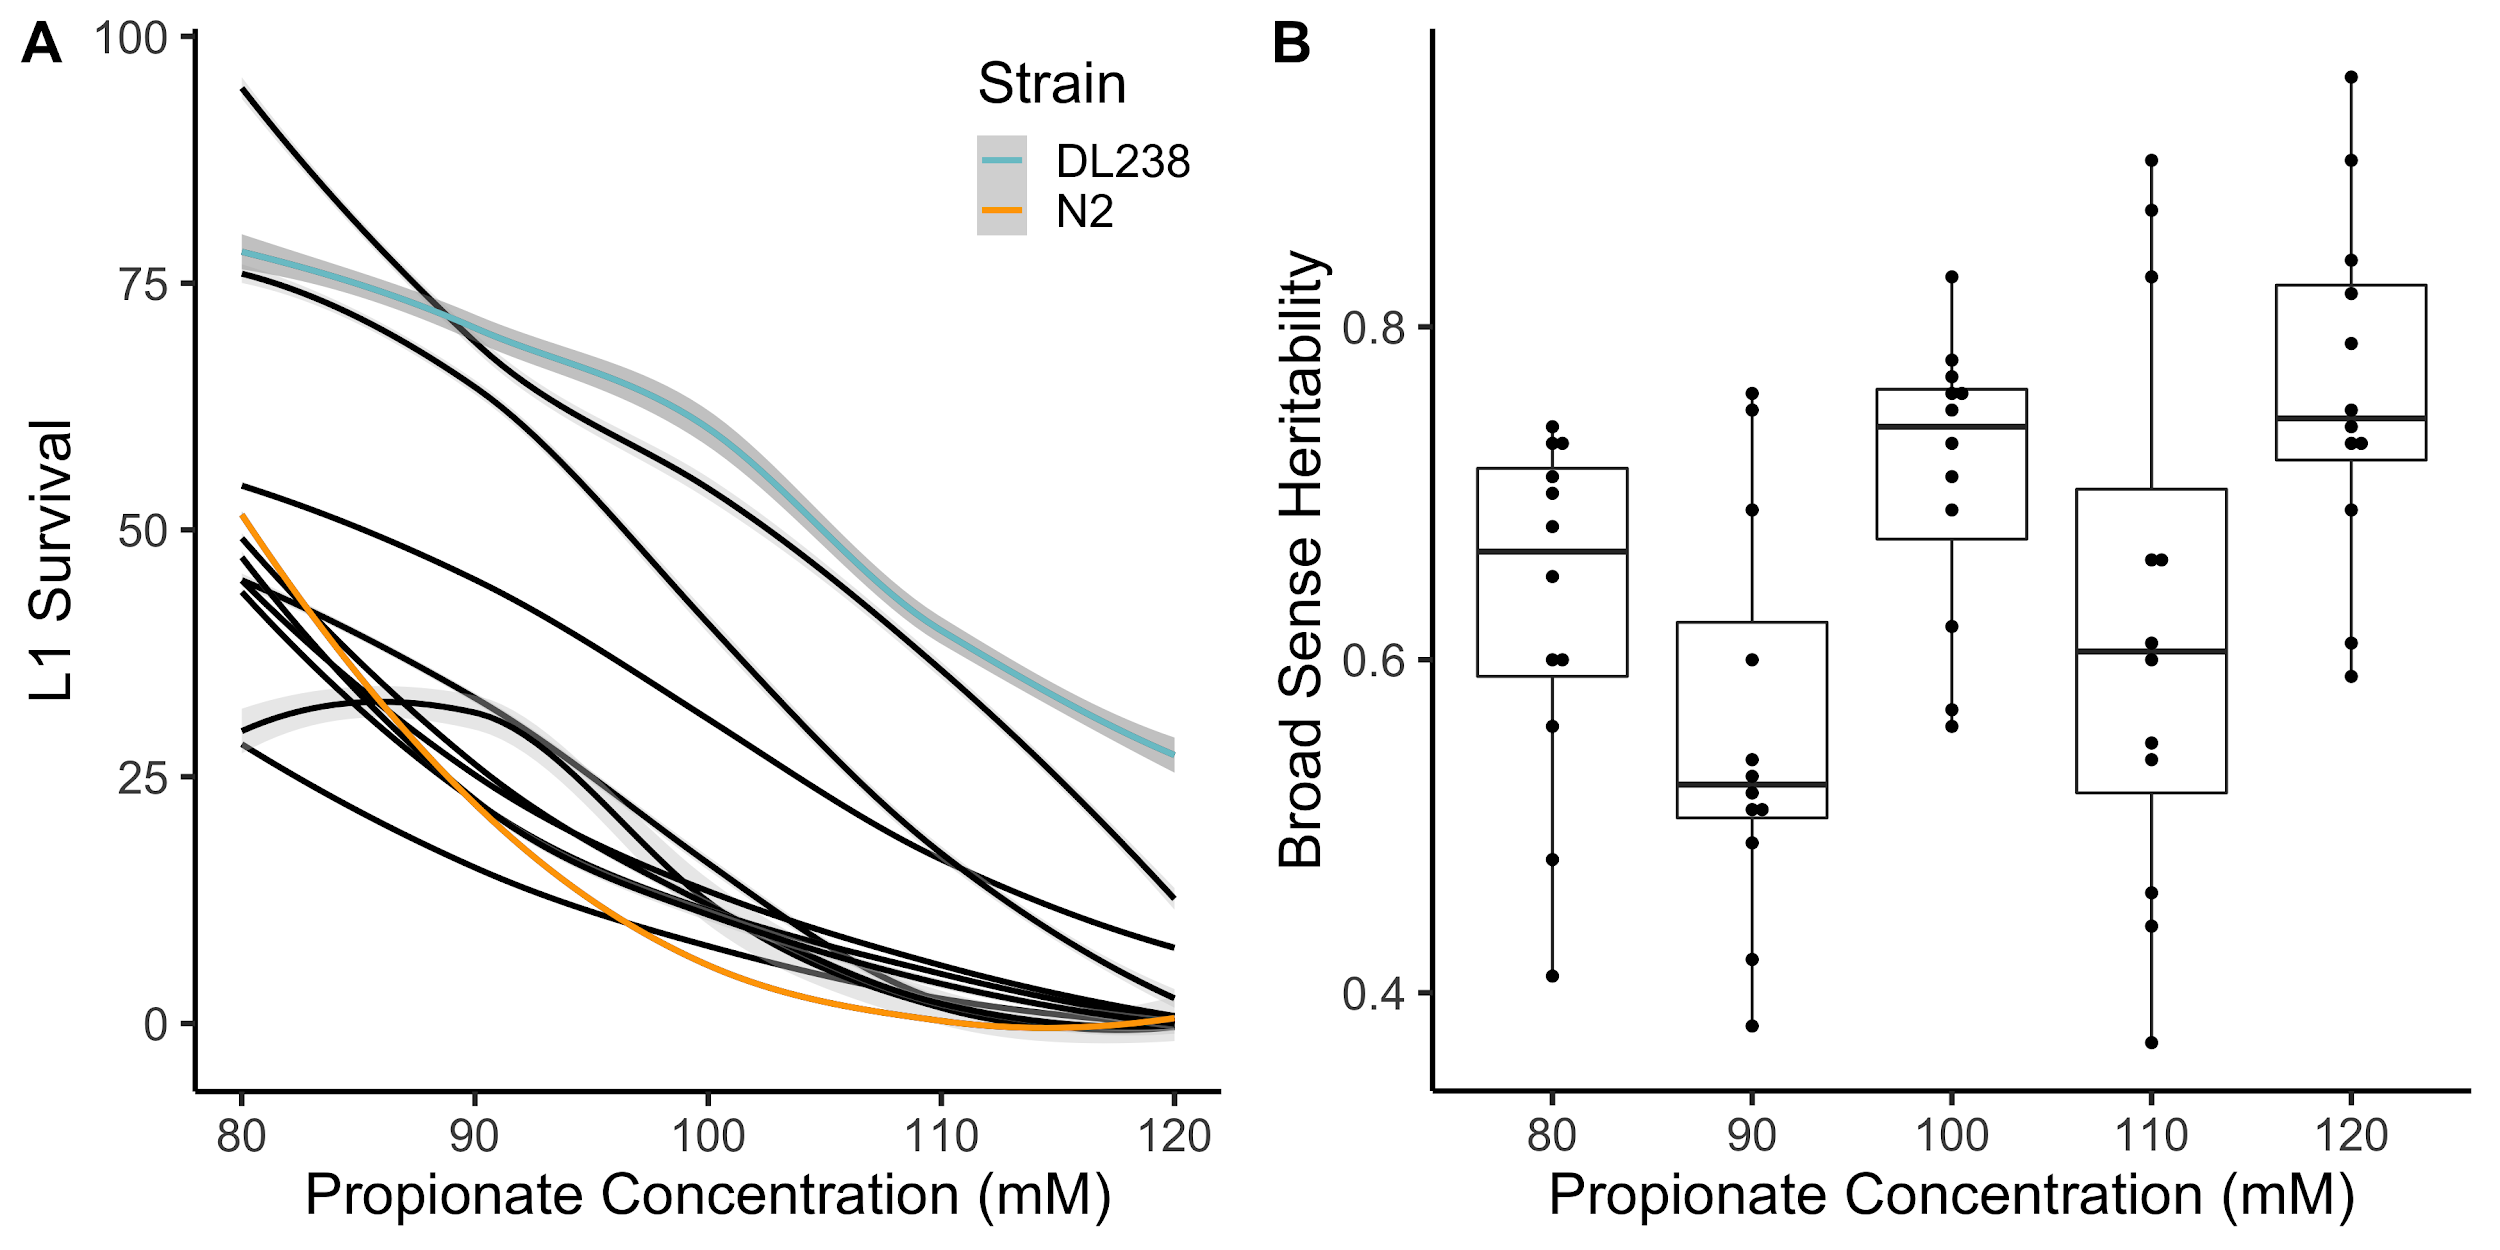 A
100
75
50
25
0
L1 Survival
Strain
DL238
N2
80 90 100 110 120
Propionate Concentration (mM)
B
0.8
0.6
0.4
Broad Sense Heritability
80 90 100 110 120
Propionate Concentration (mM)